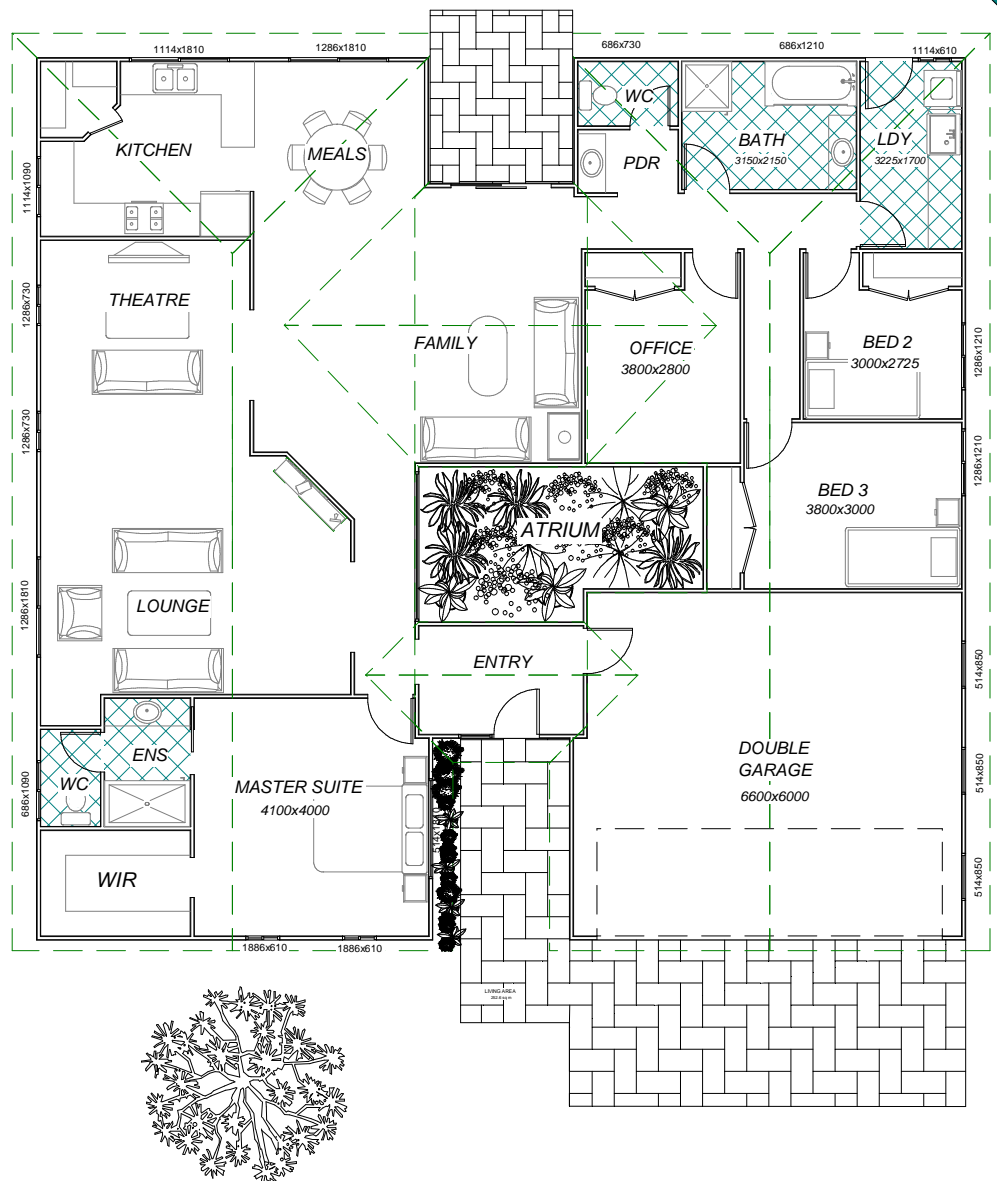 1114x1810
1286x1810
686x730
686x1210
1114x610
KITCHEN
MEALS
WC
PDR
BATH
3150x2150
LDY
3225x1700
1114x1090
THEATRE
1286x730
FAMILY
OFFICE
3800x2800
BED 2
3000x2725
1286x1210
1286x730
BED 3
3800x3000
1286x1210
ATRIUM
LOUNGE
1286x1810
ENTRY
514x850
ENS
WC
686x1090
MASTER SUITE
4100x4000
DOUBLE
GARAGE
6600x6000
514x850
WIR
514x850
1886x610
1886x610
LIVING AREA